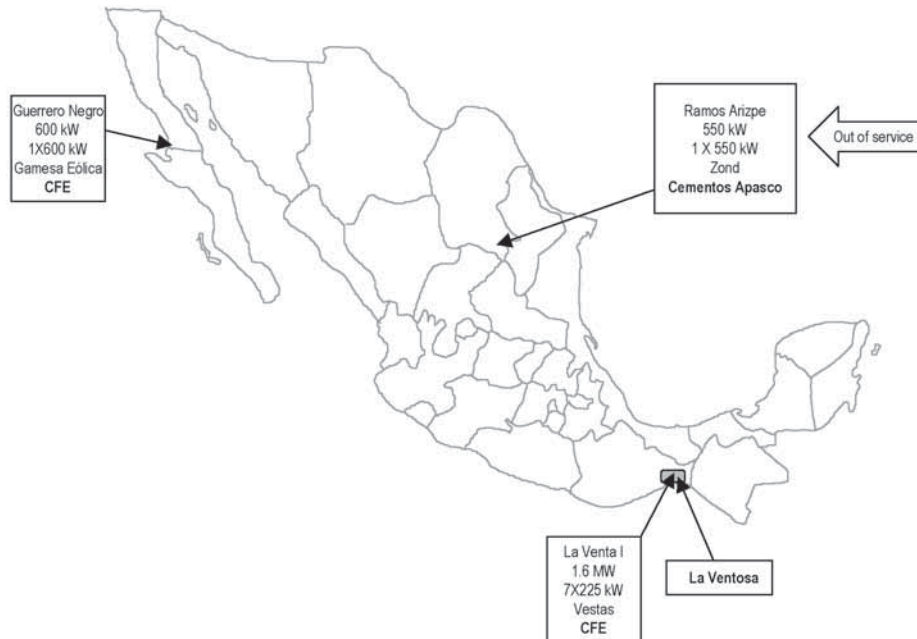 Guerrero Negro
600 kW
1X600 kW
Gamesa Eólica
CFE
Ramos Arizpe
550 kW
1 X 550 kW
Zond
Cementos Apasco
Out of service
La Venta I
1.6 MW
7X225 kW
Vestas
CFE
La Ventosa